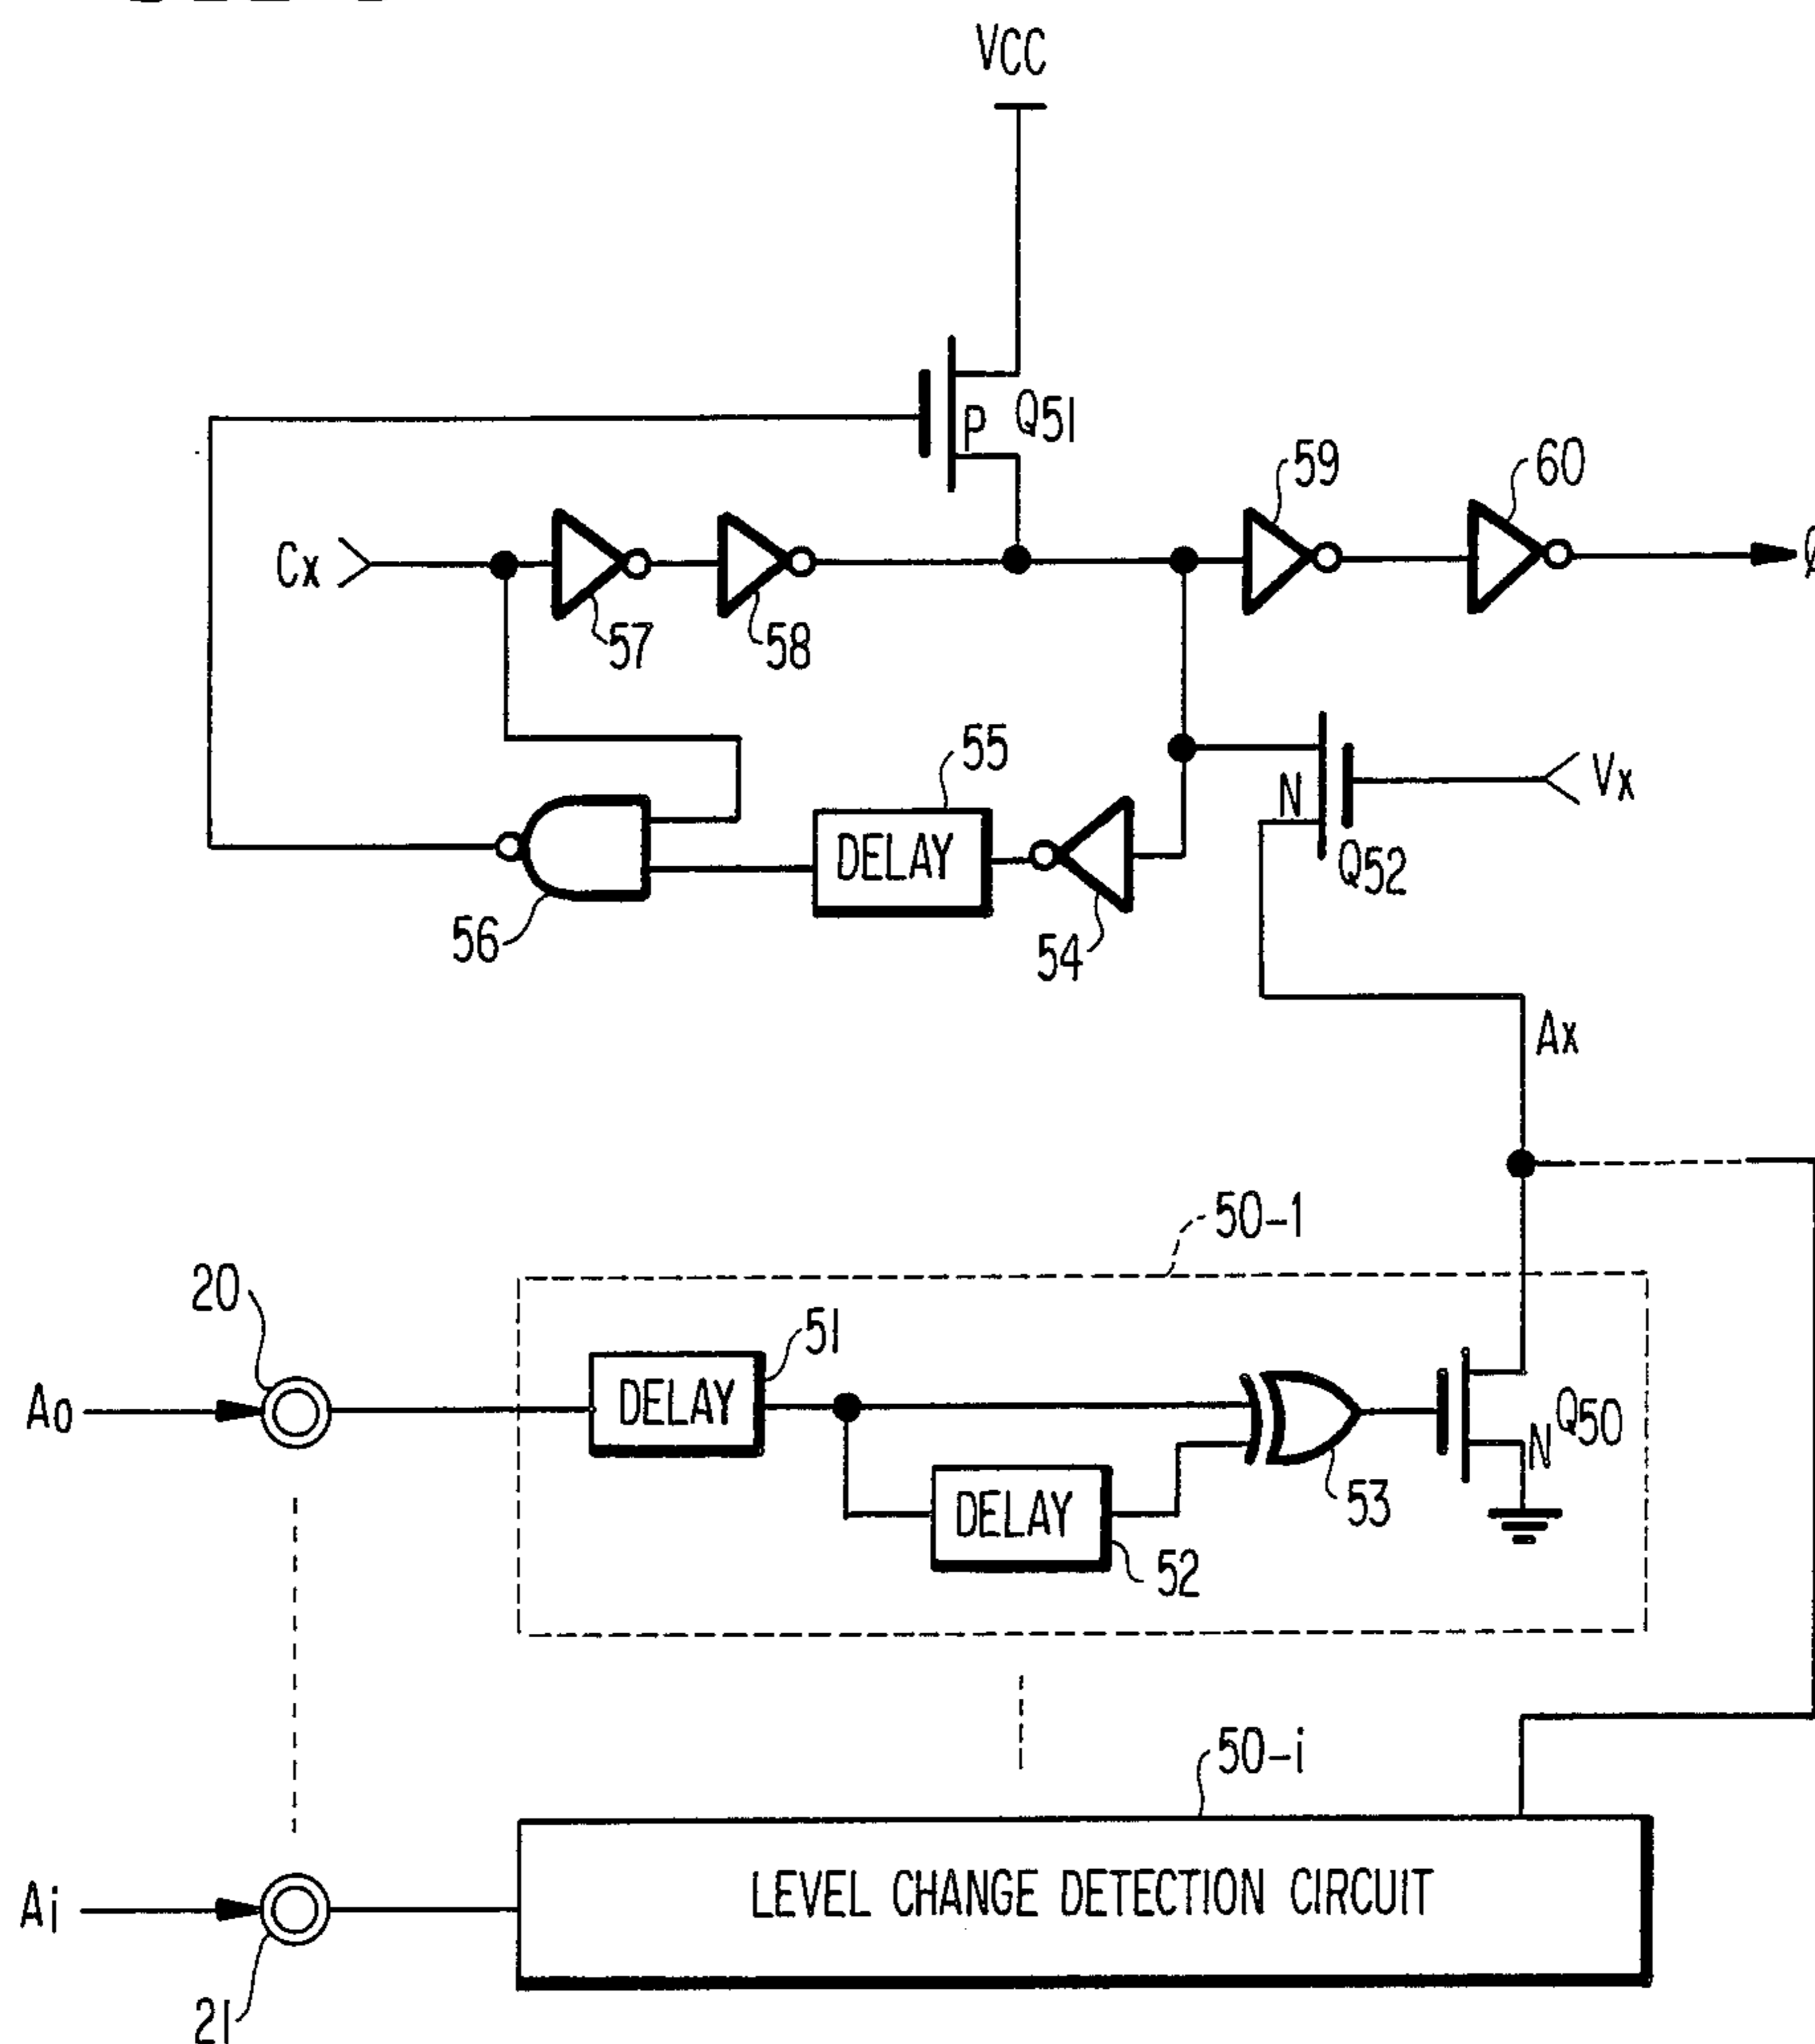 VCC
P Q51
59
60
Cx
57
58
55
N
Vx
DELAY
Q52
56
54
Ax
50-1
20
51
A0
DELAY
Q50
N
53
DELAY
52
50-i
Ai
LEVEL CHANGE DETECTION CIRCUIT
21